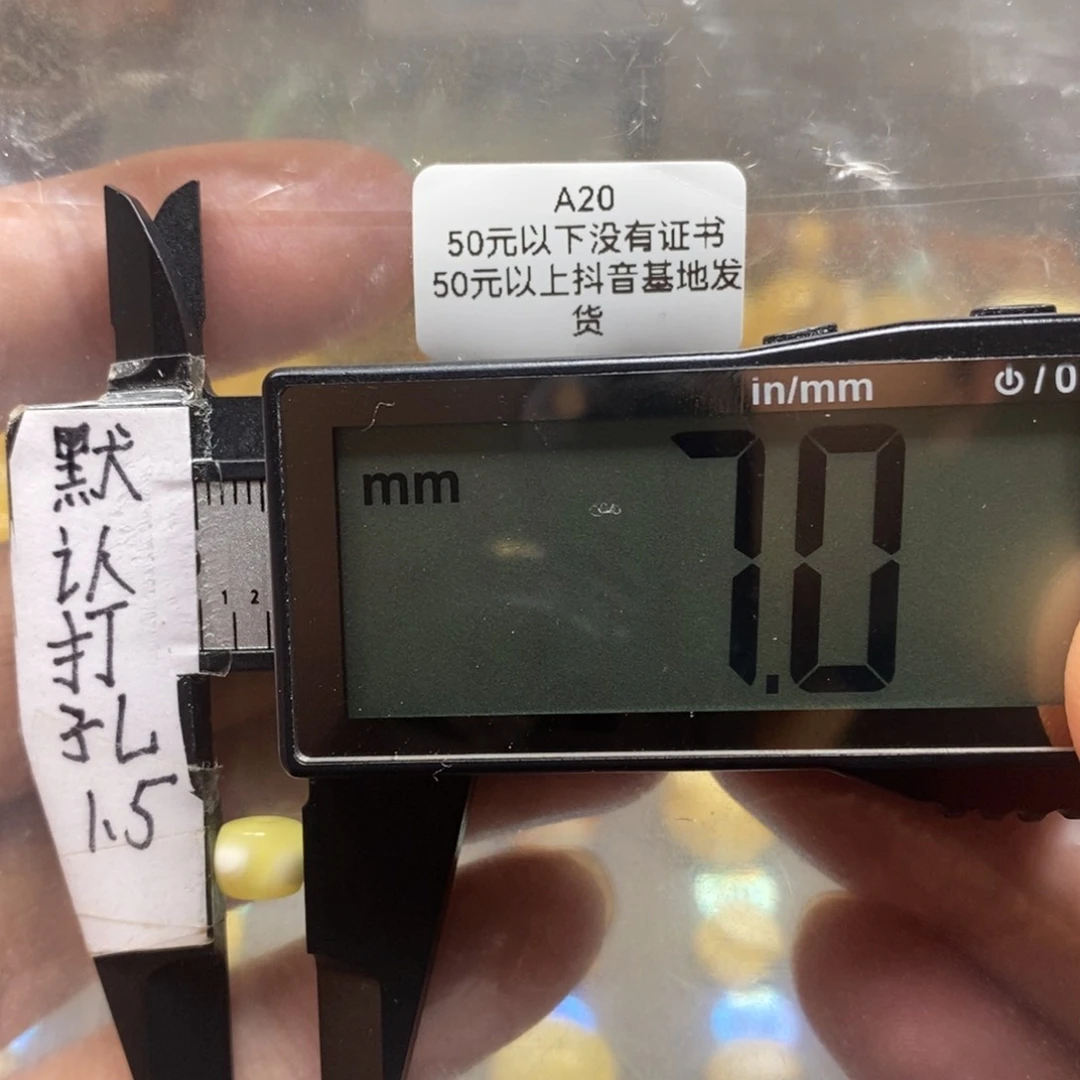 A20
50元以下没有证书
50元以上抖音基地发
货
in/mm
⏻/0
mm
7.0
1 2
默
认
打
孔
1.5